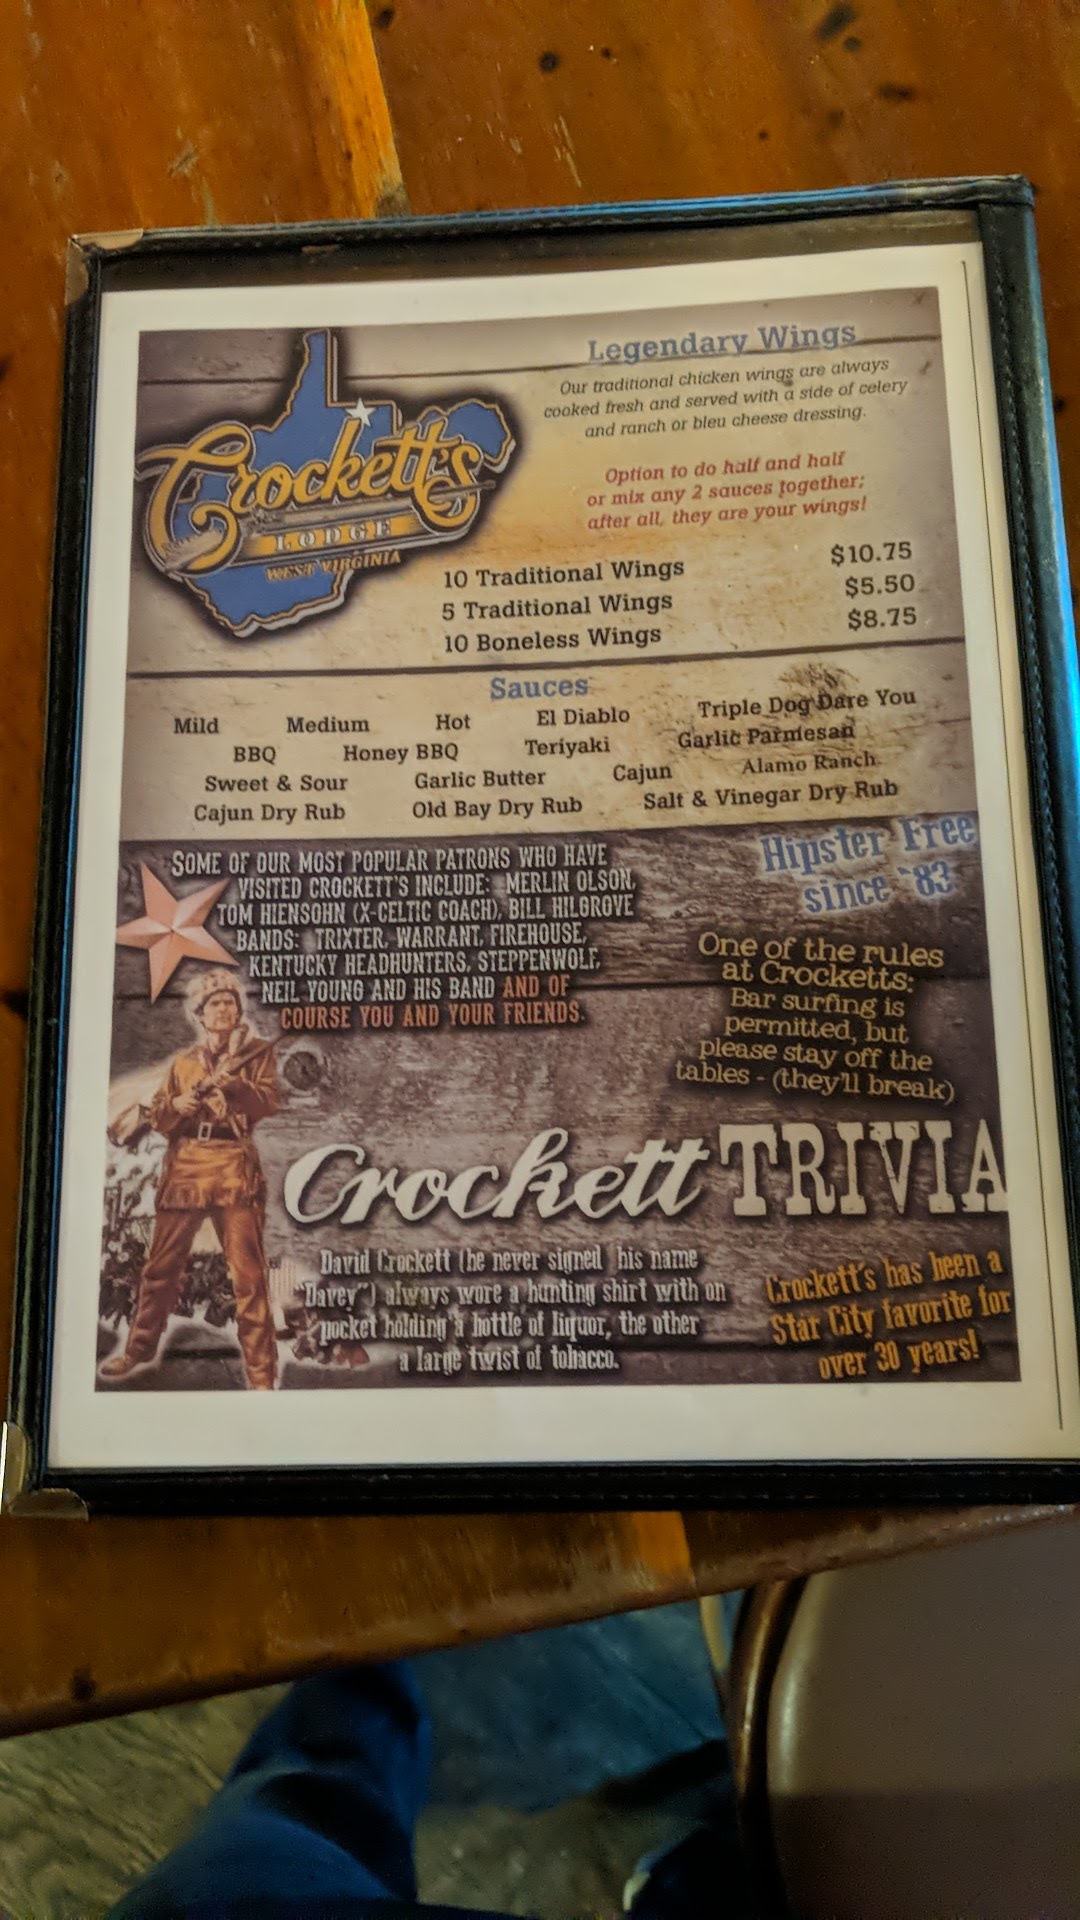 Crockett's
LODGE
WEST VIRGINIA
Legendary Wings
Our traditional chicken wings are always
cooked fresh and served with a side of celery
and ranch or bleu cheese dressing.
Option to do half and half
or mix any 2 sauces together;
after all, they are your wings!
10 Traditional Wings $10.75
5 Traditional Wings $5.50
10 Boneless Wings $8.75
Sauces
Mild Medium Hot El Diablo Triple Dog Dare You
BBQ Honey BBQ Teriyaki Garlic Parmesan
Sweet & Sour Garlic Butter Cajun Alamo Ranch
Cajun Dry Rub Old Bay Dry Rub Salt & Vinegar Dry Rub
SOME OF OUR MOST POPULAR PATRONS WHO HAVE
VISITED CROCKETT'S INCLUDE: MERLIN OLSON,
TOM HIENSOHN (X-CELTIC COACH), BILL HILGROVE
BANDS: TRIXTER, WARRANT, FIREHOUSE,
KENTUCKY HEADHUNTERS, STEPPENWOLF,
NEIL YOUNG AND HIS BAND AND OF
COURSE YOU AND YOUR FRIENDS.
Hipster Free
since `83
One of the rules
at Crocketts:
Bar surfing is
permitted, but
please stay off the
tables - (they'll break)
Crockett TRIVIA
David Crockett (he never signed his name
"Davey") always wore a hunting shirt with on
pocket holding a bottle of liquor, the other
a large twist of tobacco.
Crockett's has been a
Star City favorite for
over 30 years!